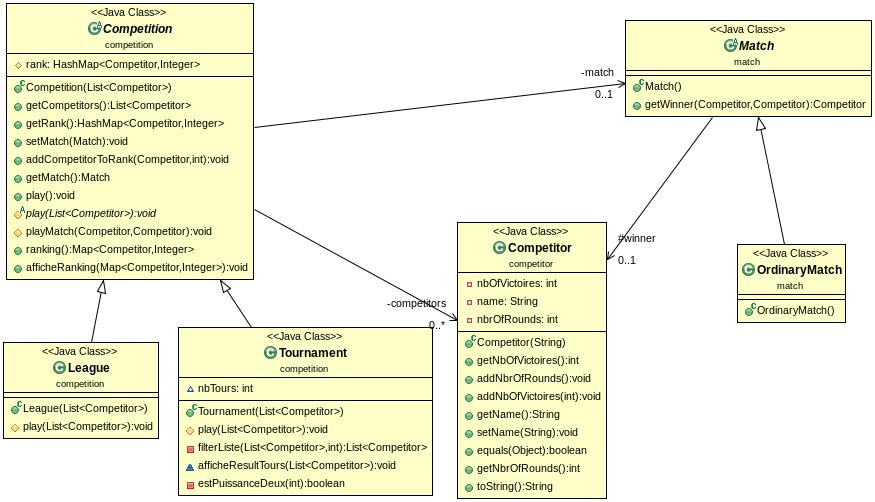 <<Java Class>>
Competition
competition
rank: HashMap<Competitor,Integer>
Competition(List<Competitor>)
getCompetitors():List<Competitor>
getRank():HashMap<Competitor,Integer>
setMatch(Match):void
addCompetitorToRank(Competitor,int):void
getMatch():Match
play():void
play(List<Competitor>):void
playMatch(Competitor,Competitor):void
ranking():Map<Competitor,Integer>
afficheRanking(Map<Competitor,Integer>):void
-match
0..1
<<Java Class>>
Match
match
Match()
getWinner(Competitor,Competitor):Competitor
#winner
0..1
-competitors
0..*
<<Java Class>>
Competitor
competitor
nbOfVictoires: int
name: String
nbrOfRounds: int
Competitor(String)
getNbOfVictoires():int
addNbrOfRounds():void
addNbOfVictoires(int):void
getName():String
setName(String):void
equals(Object):boolean
getNbrOfRounds():int
toString():String
<<Java Class>>
OrdinaryMatch
match
OrdinaryMatch()
<<Java Class>>
League
competition
League(List<Competitor>)
play(List<Competitor>):void
<<Java Class>>
Tournament
competition
nbTours: int
Tournament(List<Competitor>)
play(List<Competitor>):void
filterListe(List<Competitor>,int):List<Competitor>
afficheResultTours(List<Competitor>):void
estPuissanceDeux(int):boolean